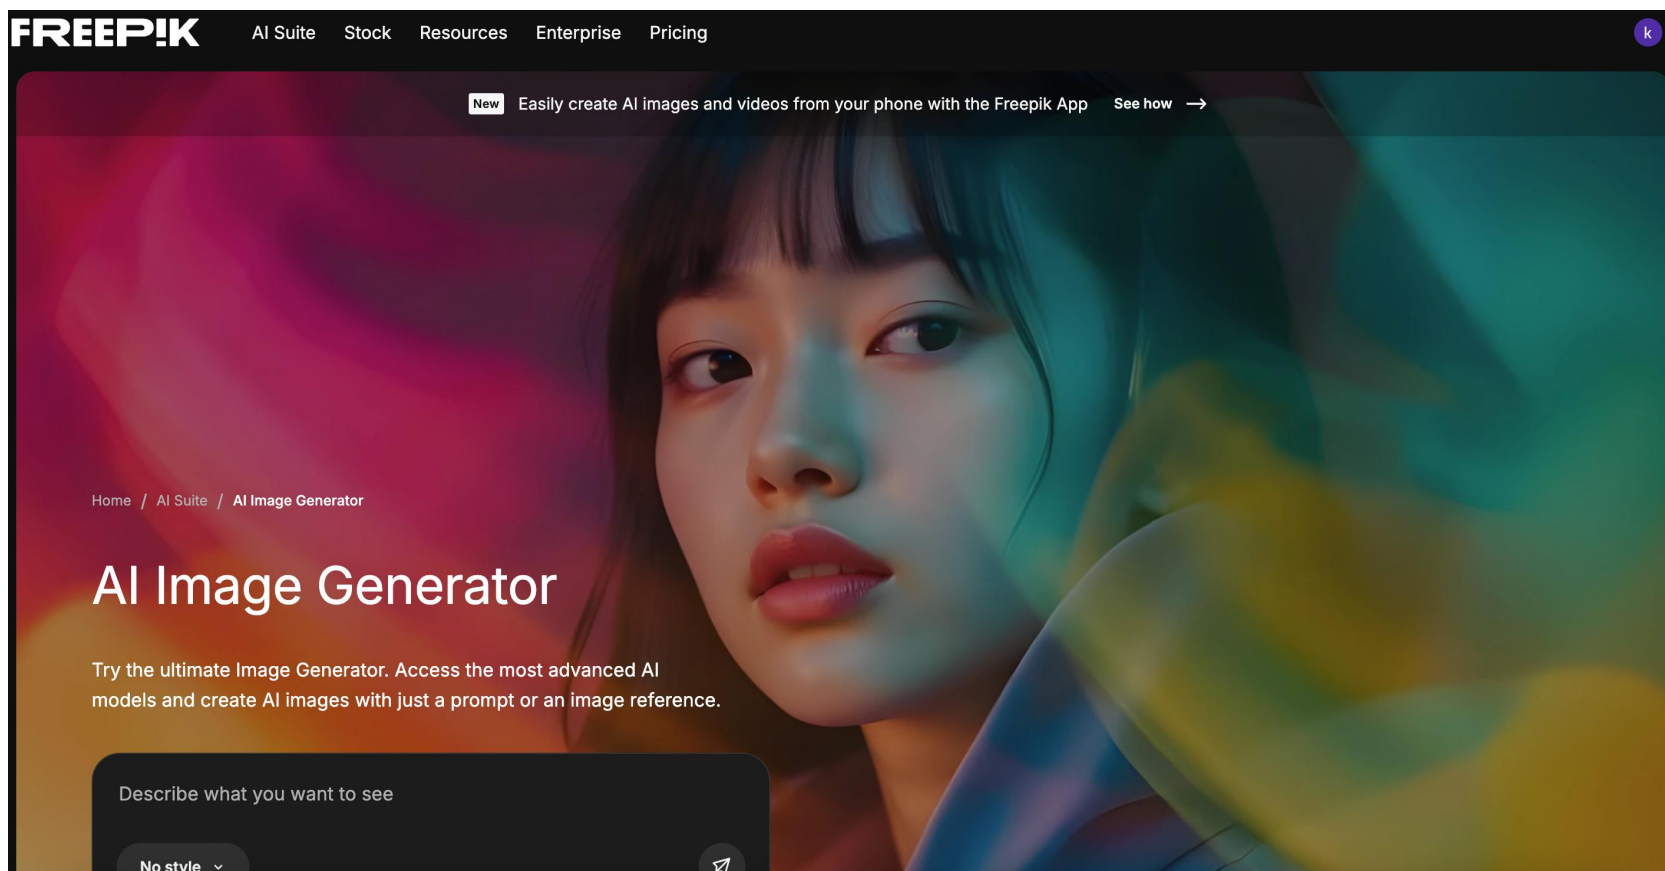 FREEP!K
AI Suite
Stock
Resources
Enterprise
Pricing
k
New Easily create AI images and videos from your phone with the Freepik App See how →
Home / AI Suite / AI Image Generator
AI Image Generator
Try the ultimate Image Generator. Access the most advanced AI
models and create AI images with just a prompt or an image reference.
Describe what you want to see
No style